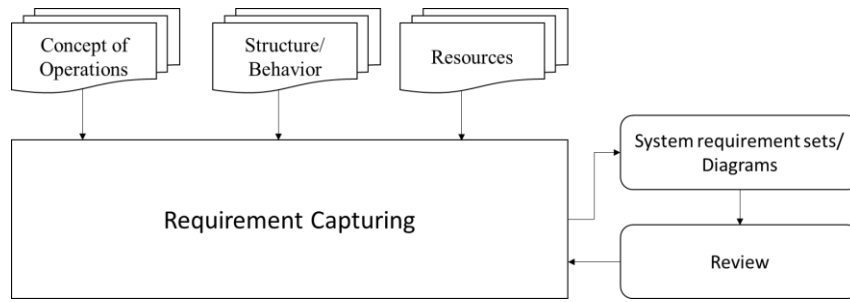 Concept of
Operations
Structure/
Behavior
Resources
System requirement sets/
Diagrams
Requirement Capturing
Review